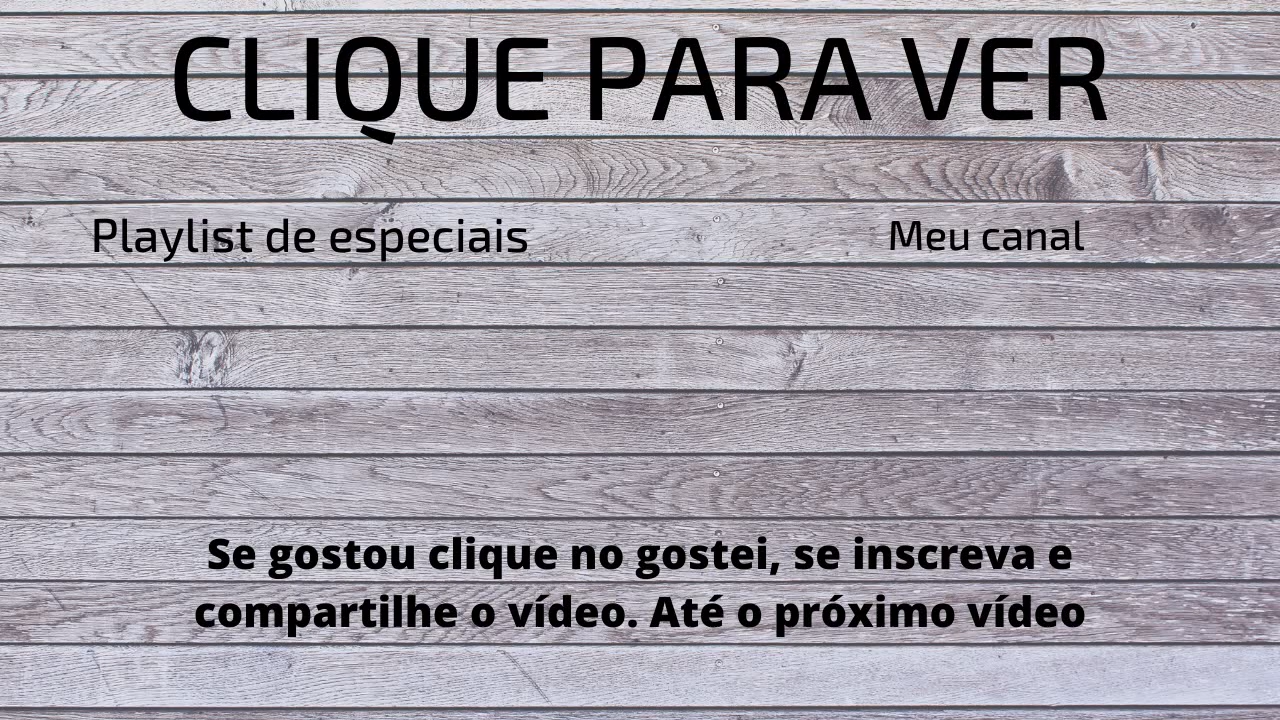 CLIQUE PARA VER
Playlist de especiais
Meu canal
Se gostou clique no gostei, se inscreva e
compartilhe o vídeo. Até o próximo vídeo